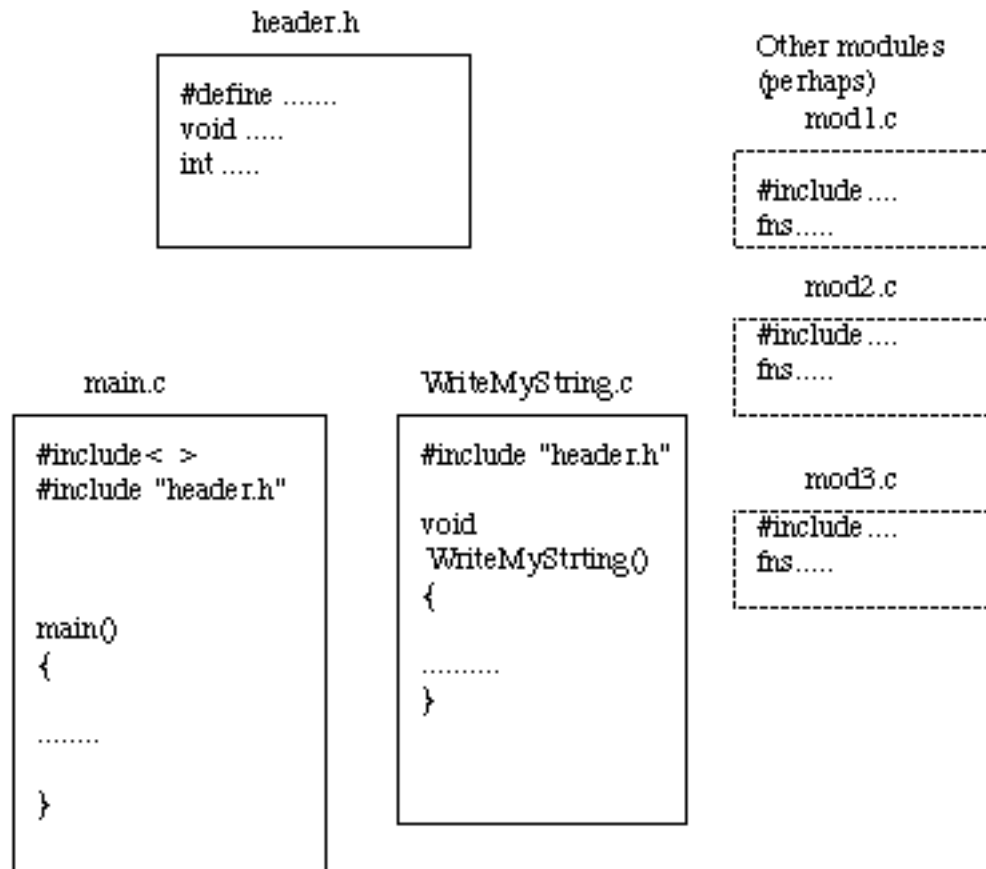 header.h
#define .......
void .....
int .....
Other modules
(perhaps)
mod1.c
#include ....
fns.....
mod2.c
#include ....
fns.....
mod3.c
#include ....
fns.....
main.c
#include< >
#include "header.h"
main()
{
........
}
WriteMyString.c
#include "header.h"
void
WriteMyStrting()
{
..........
}